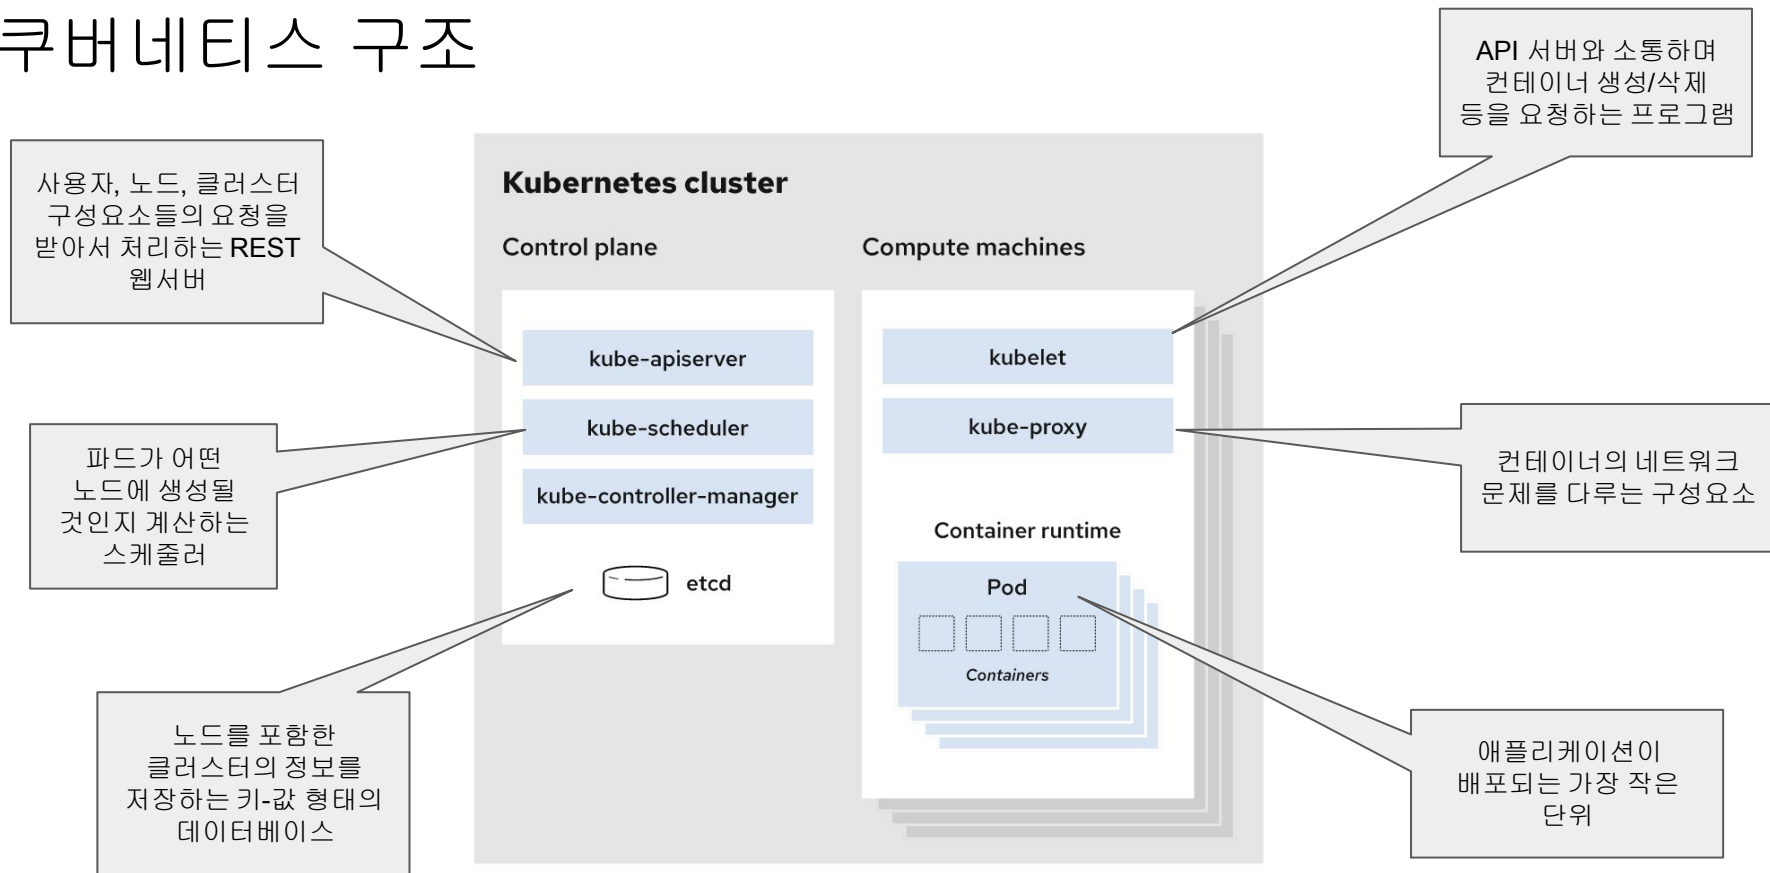 쿠버네티스 구조
API 서버와 소통하며
컨테이너 생성/삭제
등을 요청하는 프로그램
사용자, 노드, 클러스터
구성요소들의 요청을
받아서 처리하는 REST
웹서버
Kubernetes cluster
Control plane
Compute machines
kube-apiserver
kubelet
kube-scheduler
kube-proxy
kube-controller-manager
파드가 어떤
노드에 생성될
것인지 계산하는
스케줄러
컨테이너의 네트워크
문제를 다루는 구성요소
Container runtime
etcd
Pod
Containers
노드를 포함한
클러스터의 정보를
저장하는 키-값 형태의
데이터베이스
애플리케이션이
배포되는 가장 작은
단위